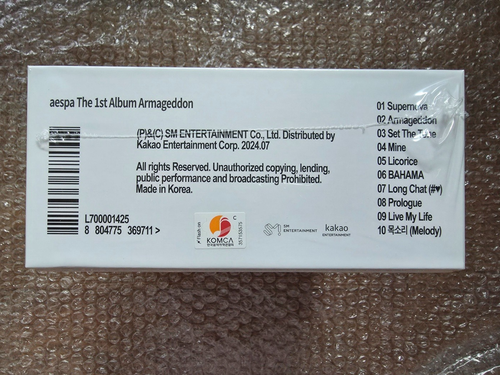 aespa The 1st Album Armageddon
(P)&(C) SM ENTERTAINMENT Co., Ltd. Distributed by
Kakao Entertainment Corp. 2024.07
All rights Reserved. Unauthorized copying, lending,
public performance and broadcasting Prohibited.
Made in Korea.
L700001425
8 804775 369711 >
KOMCA
SM
ENTERTAINMENT
kakao
ENTERTAINMENT
01 Supernova
02 Armageddon
03 Set The Tone
04 Mine
05 Licorice
06 BAHAMA
07 Long Chat (#♥)
08 Prologue
09 Live My Life
10 목소리 (Melody)